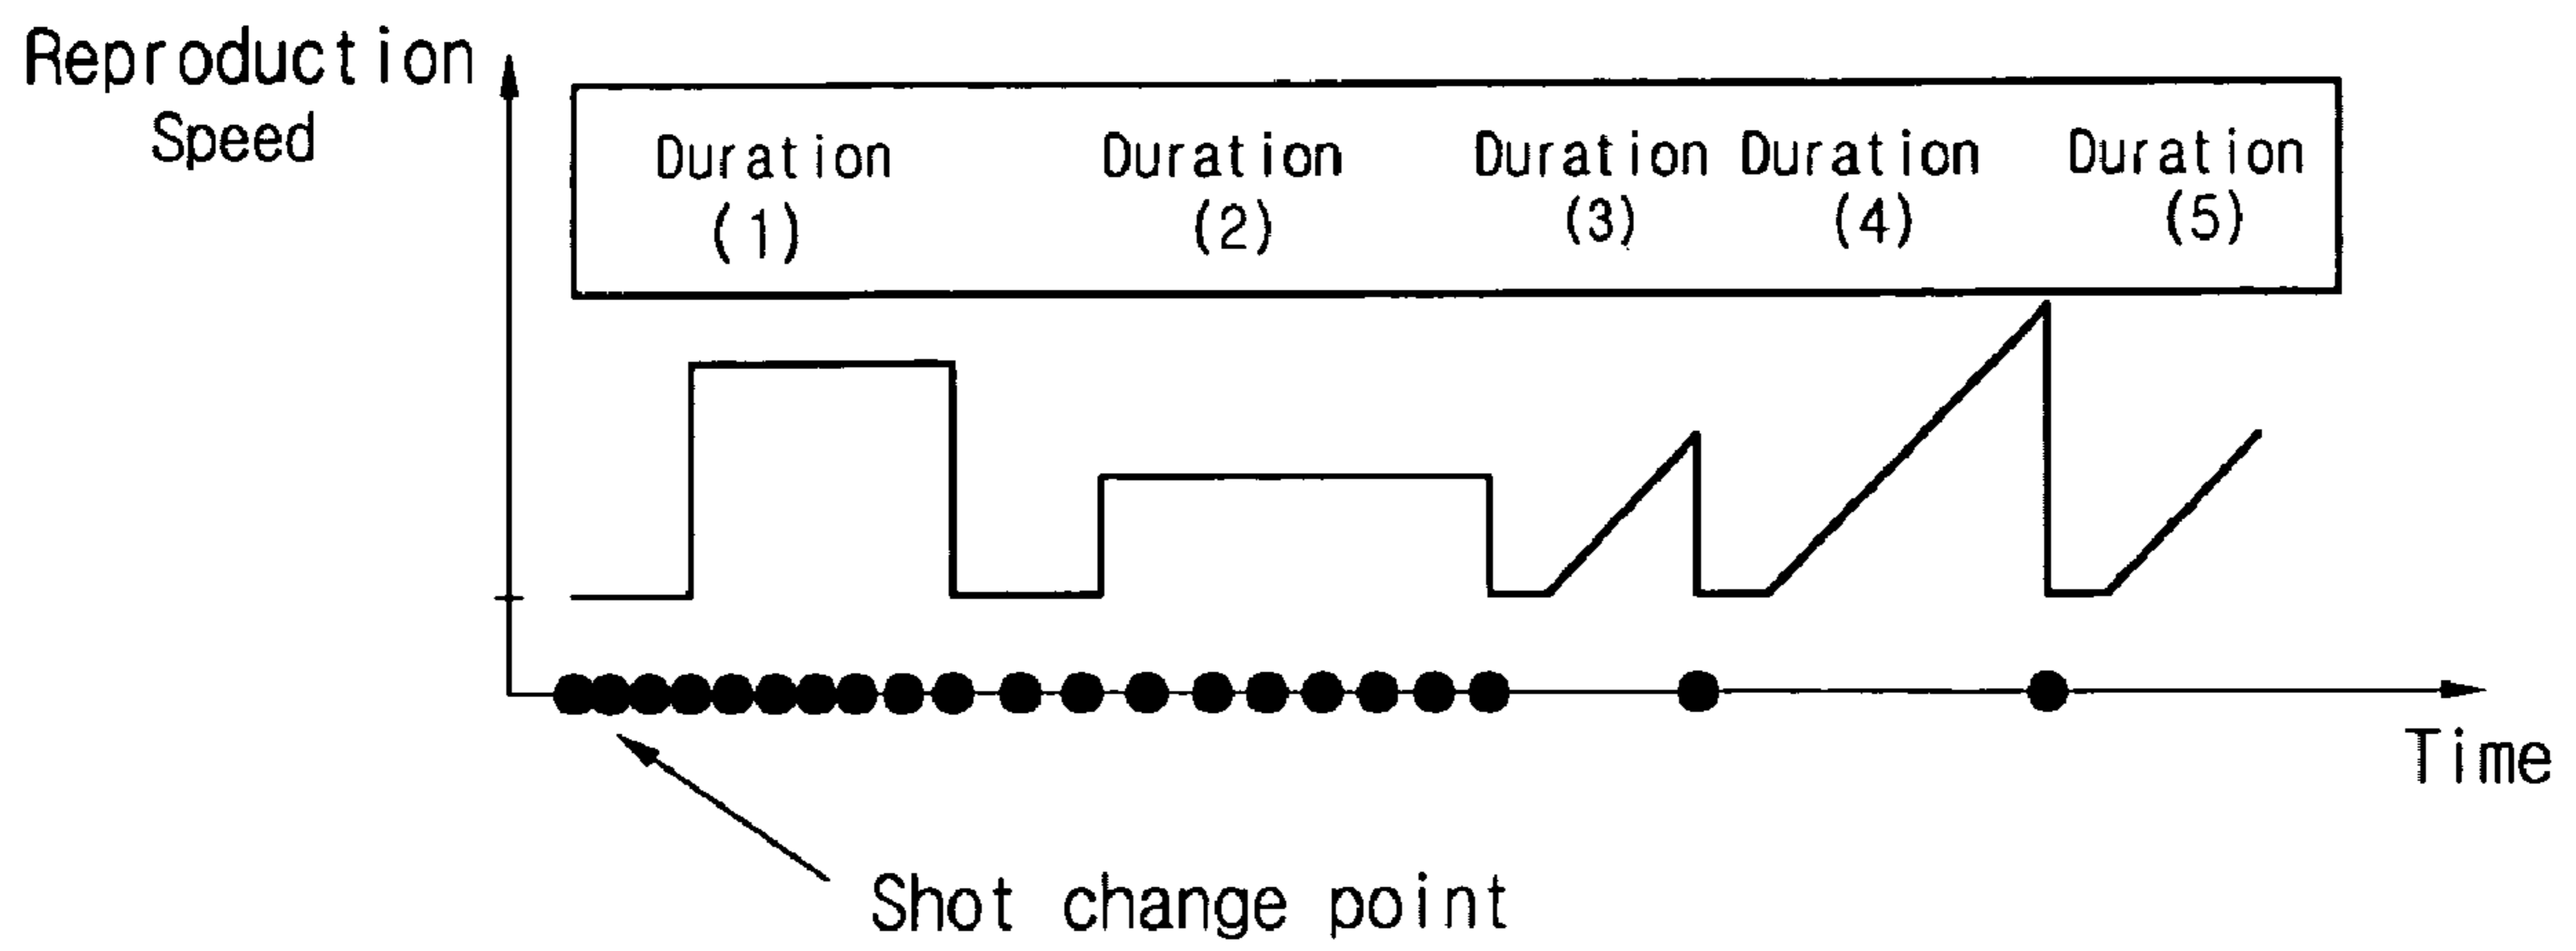 Reproduction
Speed
Duration
(1)
Duration
(2)
Duration
(3)
Duration
(4)
Duration
(5)
Time
Shot change point